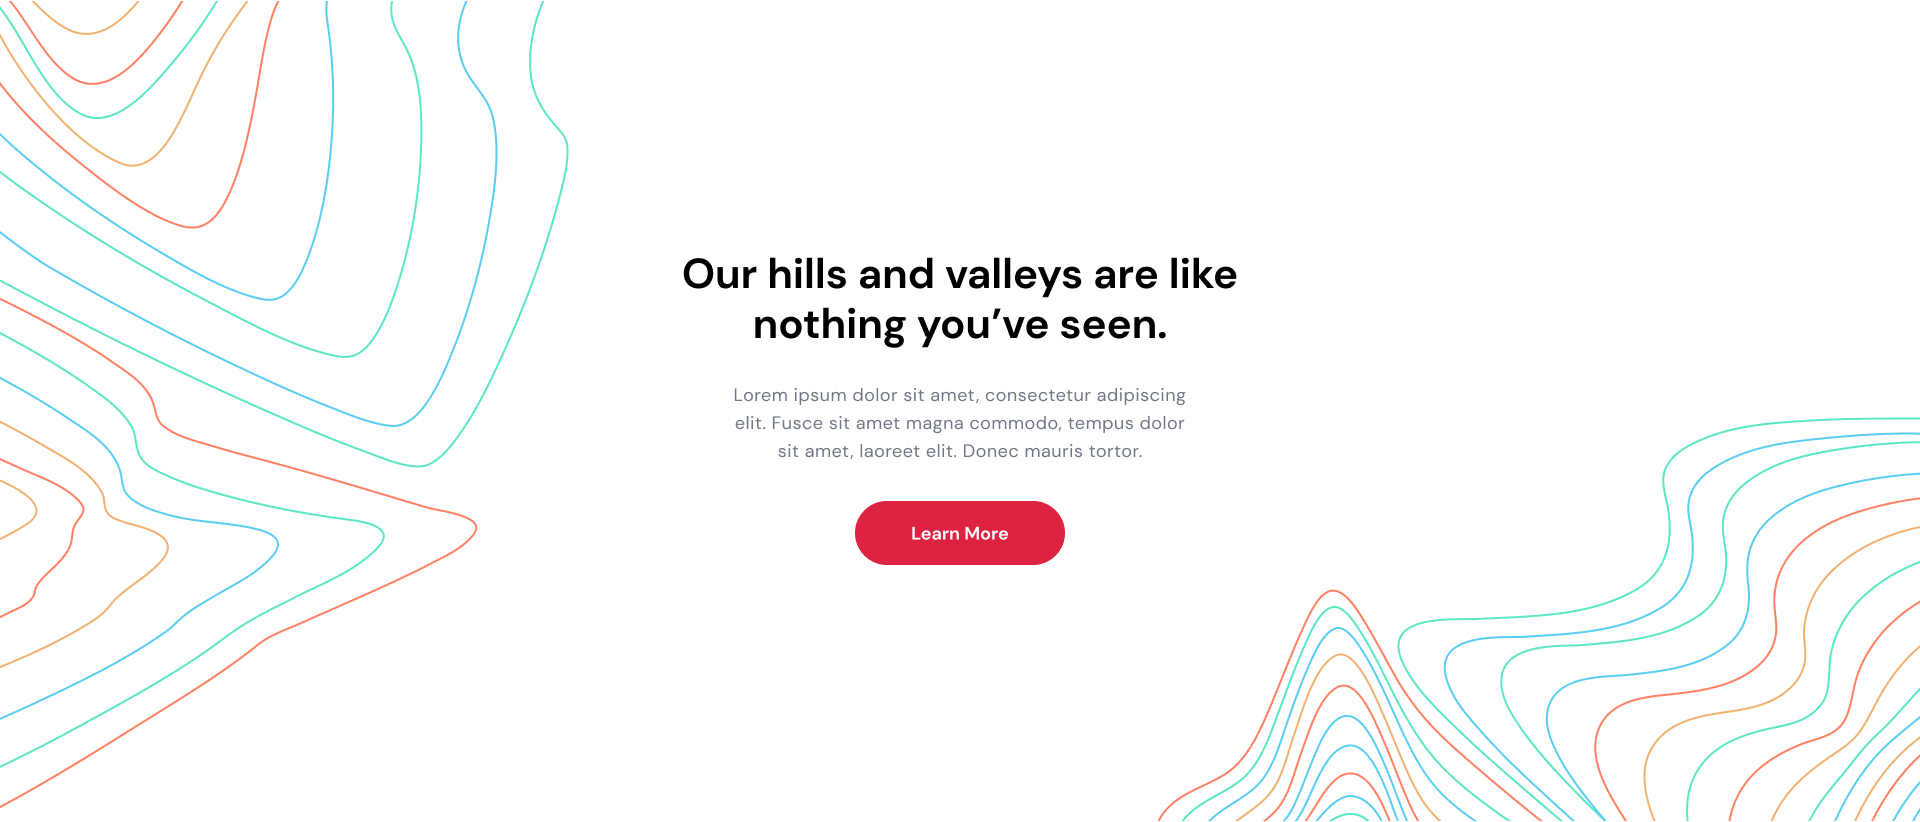 Our hills and valleys are like
nothing you’ve seen.
Lorem ipsum dolor sit amet, consectetur adipiscing
elit. Fusce sit amet magna commodo, tempus dolor
sit amet, laoreet elit. Donec mauris tortor.
Learn More